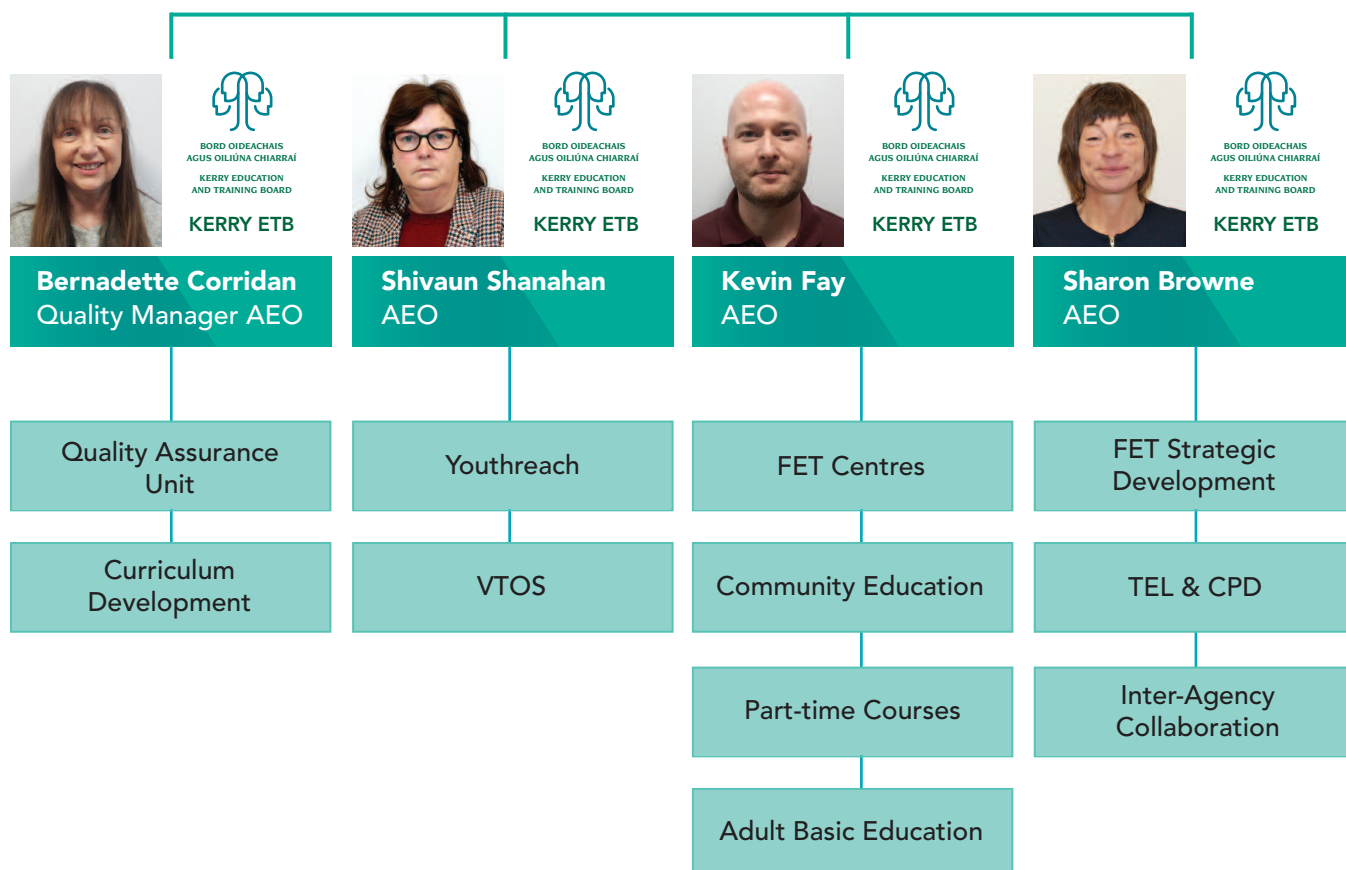 BORD OIDEACHAIS
AGUS OILIÚNA CHIARRAÍ
KERRY EDUCATION
AND TRAINING BOARD
KERRY ETB
BORD OIDEACHAIS
AGUS OILIÚNA CHIARRAÍ
KERRY EDUCATION
AND TRAINING BOARD
KERRY ETB
BORD OIDEACHAIS
AGUS OILIÚNA CHIARRAÍ
KERRY EDUCATION
AND TRAINING BOARD
KERRY ETB
BORD OIDEACHAIS
AGUS OILIÚNA CHIARRAÍ
KERRY EDUCATION
AND TRAINING BOARD
KERRY ETB
Bernadette Corridan
Quality Manager AEO
Shivaun Shanahan
AEO
Kevin Fay
AEO
Sharon Browne
AEO
Quality Assurance
Unit
Curriculum
Development
Youthreach
VTOS
FET Centres
Community Education
Part-time Courses
Adult Basic Education
FET Strategic
Development
TEL & CPD
Inter-Agency
Collaboration